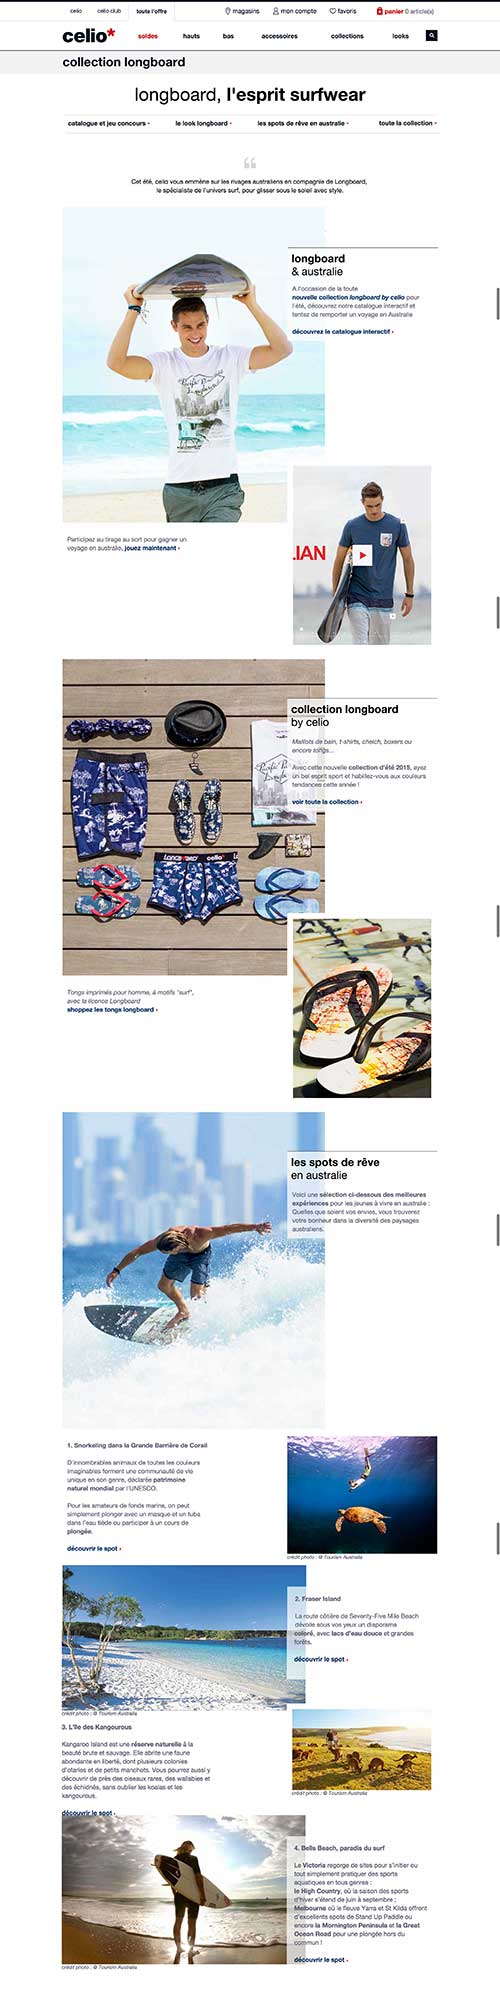 celio celio club toute l'offre magasins mon compte favoris panier 0 article(s)
celio* soldes hauts bas accessoires collections looks
collection longboard
longboard, l'esprit surfwear
catalogue et jeu concours le look longboard les spots de rêve en australie toute la collection
Cet été, celio vous emmène sur les rivages australiens en compagnie de Longboard,
le spécialiste de l'univers surf, pour glisser sous le soleil avec style.
longboard
& australie
A l'occasion de la toute
nouvelle collection longboard by celio pour
l'été, découvrez notre catalogue interactif et
tentez de remporter un voyage en Australie
découvrez le catalogue interactif
Participez au tirage au sort pour gagner un
voyage en australie, jouez maintenant
LIAN
collection longboard
by celio
Maillots de bain, t-shirts, cheich, boxers ou
encore tongs...
Avec cette nouvelle collection d'été 2015, ayez
un bel esprit sport et habillez-vous aux couleurs
tendances cette année !
voir toute la collection
LONGBOARD celio*
Tongs imprimés pour homme, à motifs "surf",
avec la licence Longboard
shoppez les tongs longboard
les spots de rêve
en australie
Voici une sélection ci-dessous des meilleures
expériences pour les jeunes à vivre en australie :
Quelles que soient vos envies, vous trouverez
votre bonheur dans la diversité des paysages
australiens.
1. Snorkeling dans la Grande Barrière de Corail
D'innombrables animaux de toutes les couleurs
imaginables forment une communauté de vie
unique en son genre, déclarée patrimoine
naturel mondial par l'UNESCO.
Pour les amateurs de fonds marins, on peut
simplement plonger avec un masque et un tuba
dans l'eau tiède ou participer à un cours de
plongée.
découvrir le spot
crédit photo : @ Tourism Australia
2. Fraser Island
La route côtière de Seventy-Five Mile Beach
dévoile sous vos yeux un disporama
coloré, avec lacs d'eau douce et grandes
forêts.
découvrir le spot
crédit photo : @ Tourism Australia
3. L'île des Kangourous
Kangaroo Island est une réserve naturelle à la
beauté brute et sauvage. Elle abrite une faune
abondante en liberté, dont plusieurs colonies
d'otaries et de petits manchots. Vous pourrez aussi y
découvrir de près des oiseaux rares, des wallabies et
des échidnés, sans oublier les koalas et les
kangourous.
découvrir le spot
crédit photo : @ Tourism Australia
4. Bells Beach, paradis du surf
Le Victoria regorge de sites pour s'initier ou
tout simplement pratiquer des sports
aquatiques en tous genres :
le High Country, où la saison des sports
d'hiver s'étend de juin à septembre ;
Melbourne où le fleuve Yarra et St Kilda offrent
d'excellents spots de Stand Up Paddle ou
encore la Mornington Peninsula et la Great
Ocean Road pour une plongée hors du
commun !
découvrir le spot
crédit photo : @ Tourism Australia